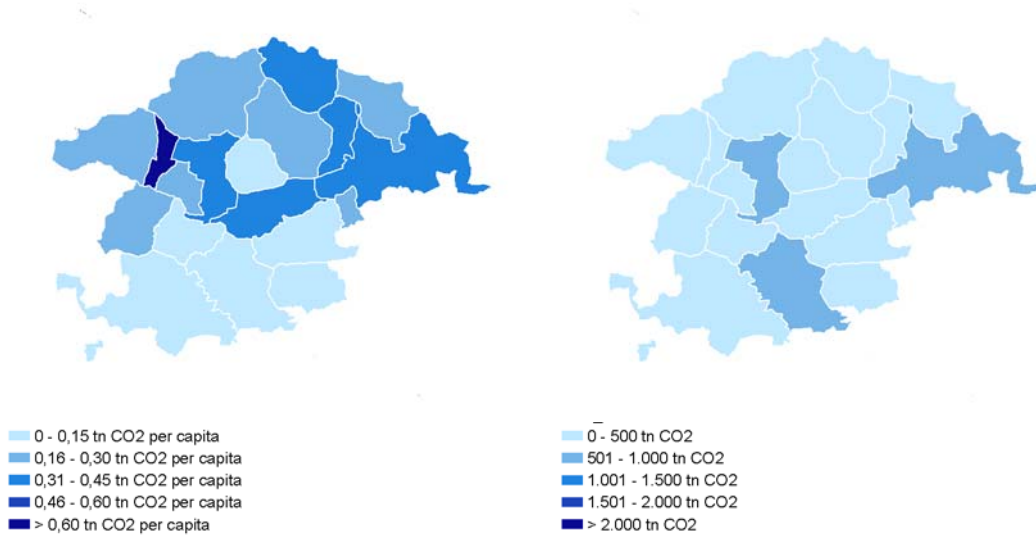 0 - 0,15 tn CO2 per capita
0,16 - 0,30 tn CO2 per capita
0,31 - 0,45 tn CO2 per capita
0,46 - 0,60 tn CO2 per capita
> 0,60 tn CO2 per capita
0 - 500 tn CO2
501 - 1.000 tn CO2
1.001 - 1.500 tn CO2
1.501 - 2.000 tn CO2
> 2.000 tn CO2